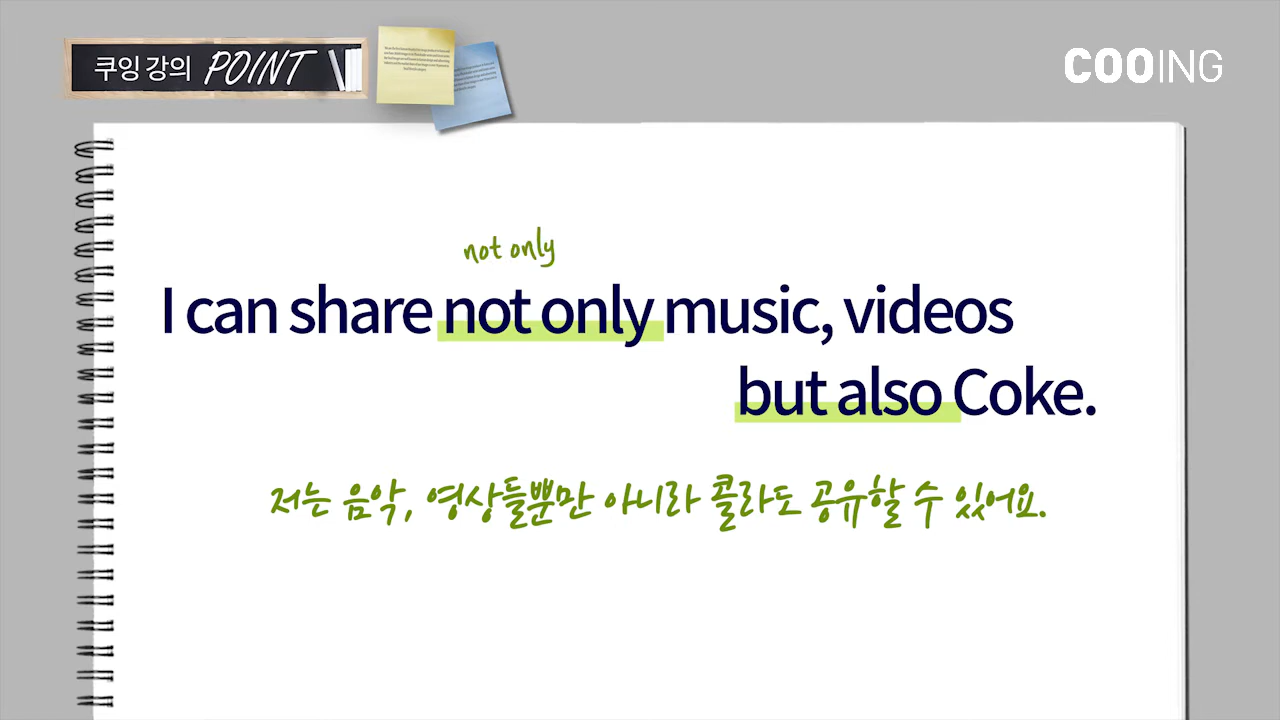 쿠잉 강의 POINT
COOING
not only
I can share not only music, videos
but also Coke.
저는 음악, 영상들뿐만 아니라 콜라도 공유할 수 있어요.